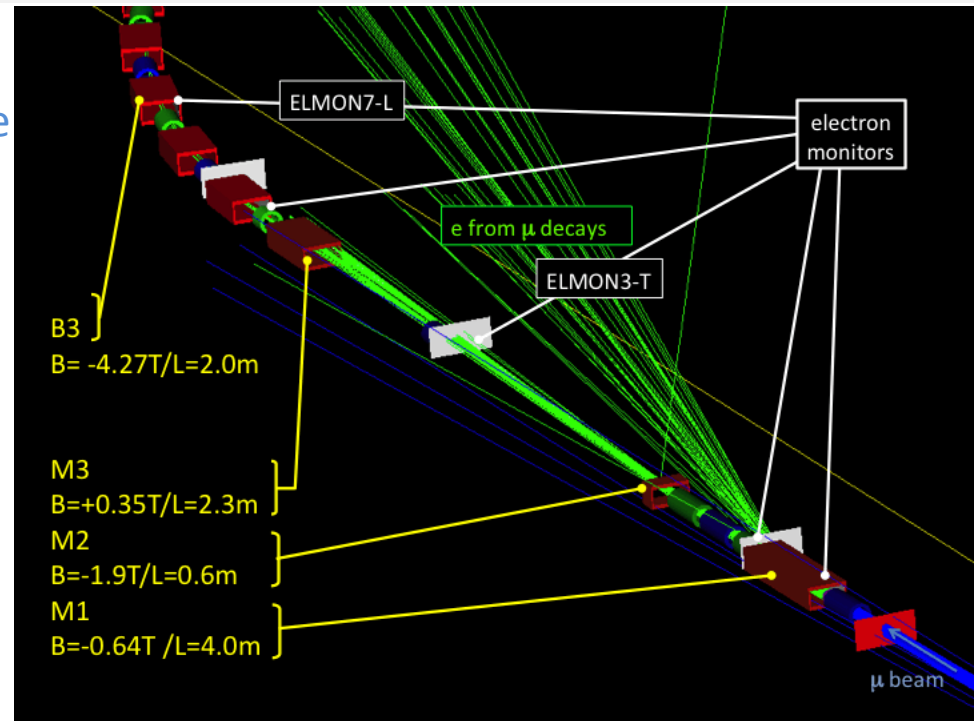 e
ELMON7-L
electron
monitors
e from μ decays
ELMON3-T
B3
B= -4.27T/L=2.0m
M3
B=+0.35T/L=2.3m
M2
B=-1.9T/L=0.6m
M1
B=-0.64T /L=4.0m
μ beam